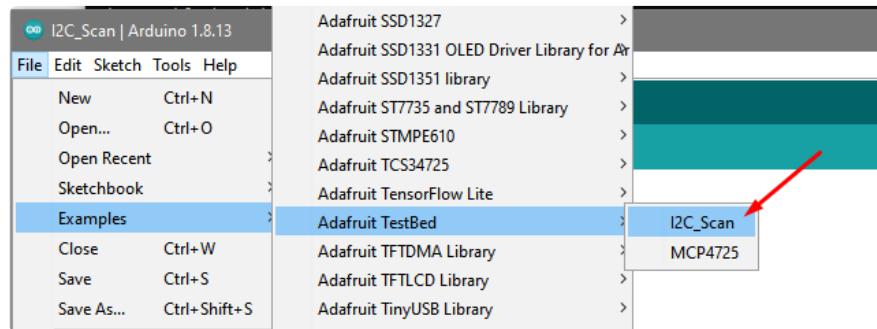 I2C_Scan | Arduino 1.8.13
File Edit Sketch Tools Help
New Ctrl+N
Open... Ctrl+O
Open Recent
Sketchbook
Examples
Close Ctrl+W
Save Ctrl+S
Save As... Ctrl+Shift+S
Adafruit SSD1327
Adafruit SSD1331 OLED Driver Library for Ar
Adafruit SSD1351 library
Adafruit ST7735 and ST7789 Library
Adafruit STMPE610
Adafruit TCS34725
Adafruit TensorFlow Lite
Adafruit TestBed
Adafruit TFTDMA Library
Adafruit TFTLCD Library
Adafruit TinyUSB Library
I2C_Scan
MCP4725